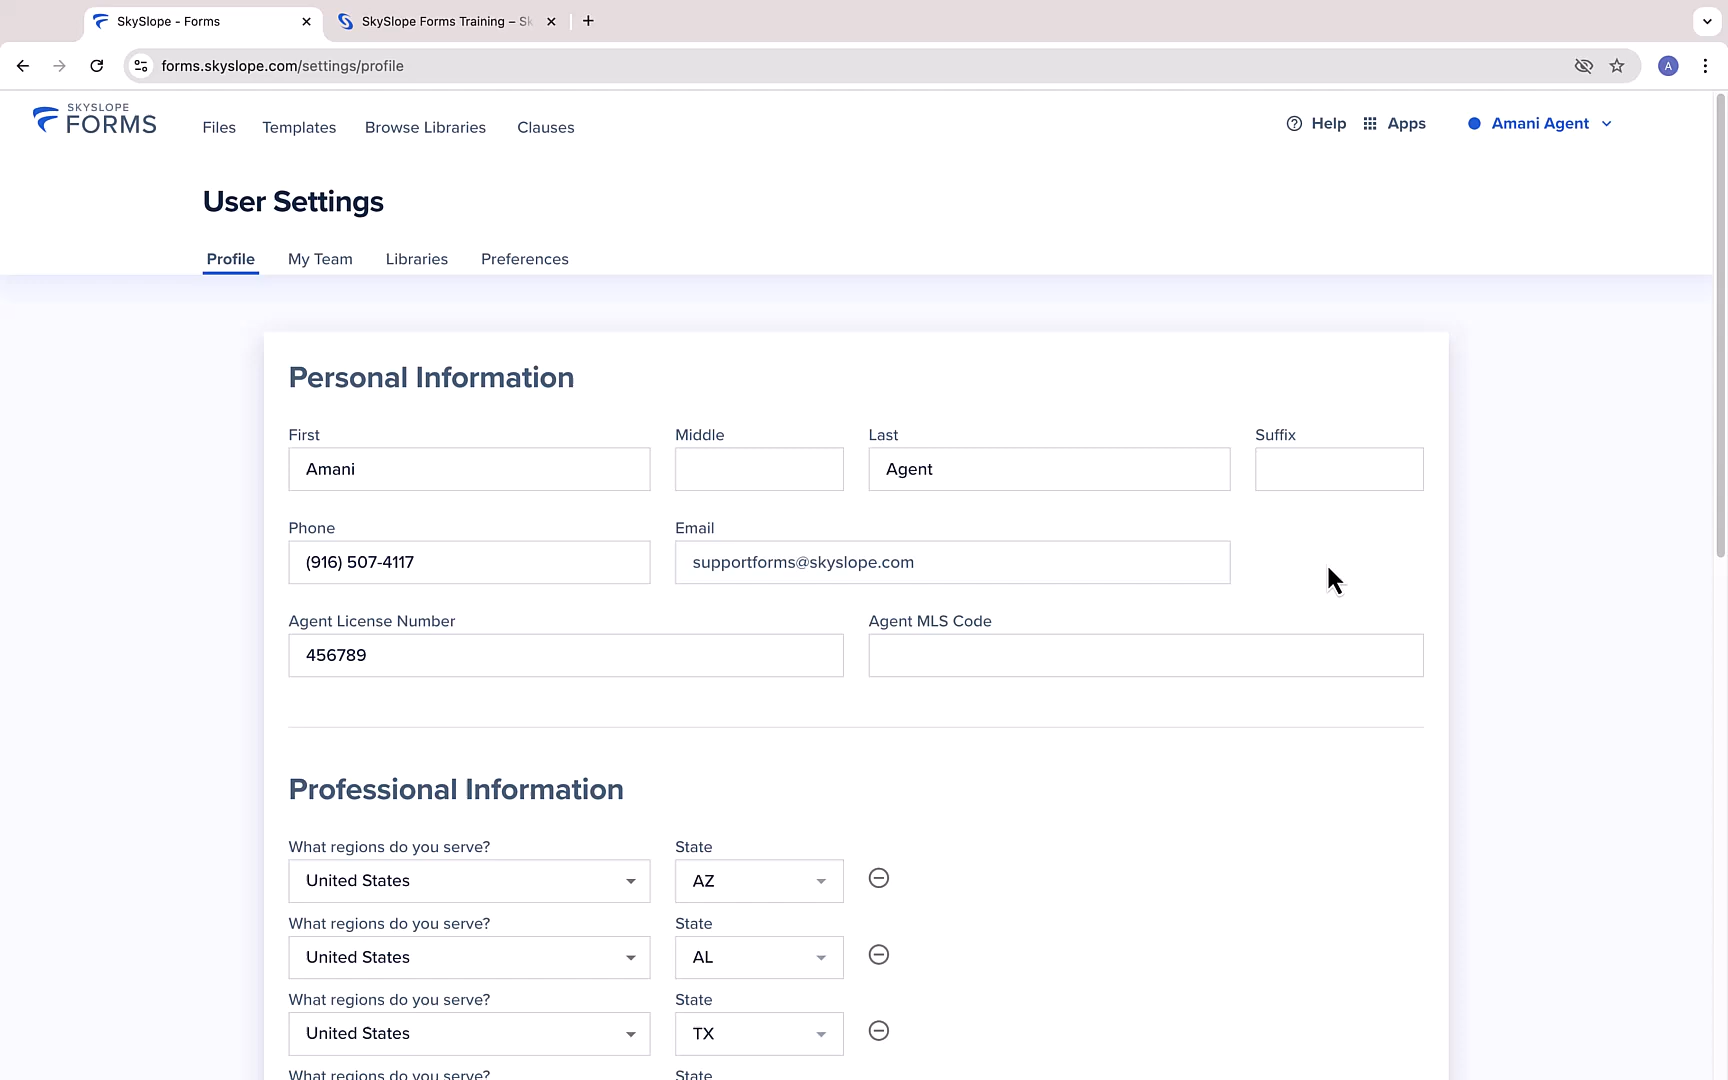 SkySlope - Forms
SkySlope Forms Training – Sk
forms.skyslope.com/settings/profile
A
SKYSLOPE
FORMS
Files
Templates
Browse Libraries
Clauses
Help
Apps
Amani Agent
User Settings
Profile
My Team
Libraries
Preferences
Personal Information
First
Middle
Last
Suffix
Amani
Agent
Phone
Email
(916) 507-4117
supportforms@skyslope.com
Agent License Number
Agent MLS Code
456789
Professional Information
What regions do you serve?
State
United States
AZ
What regions do you serve?
State
United States
AL
What regions do you serve?
State
United States
TX
What regions do you serve?
State